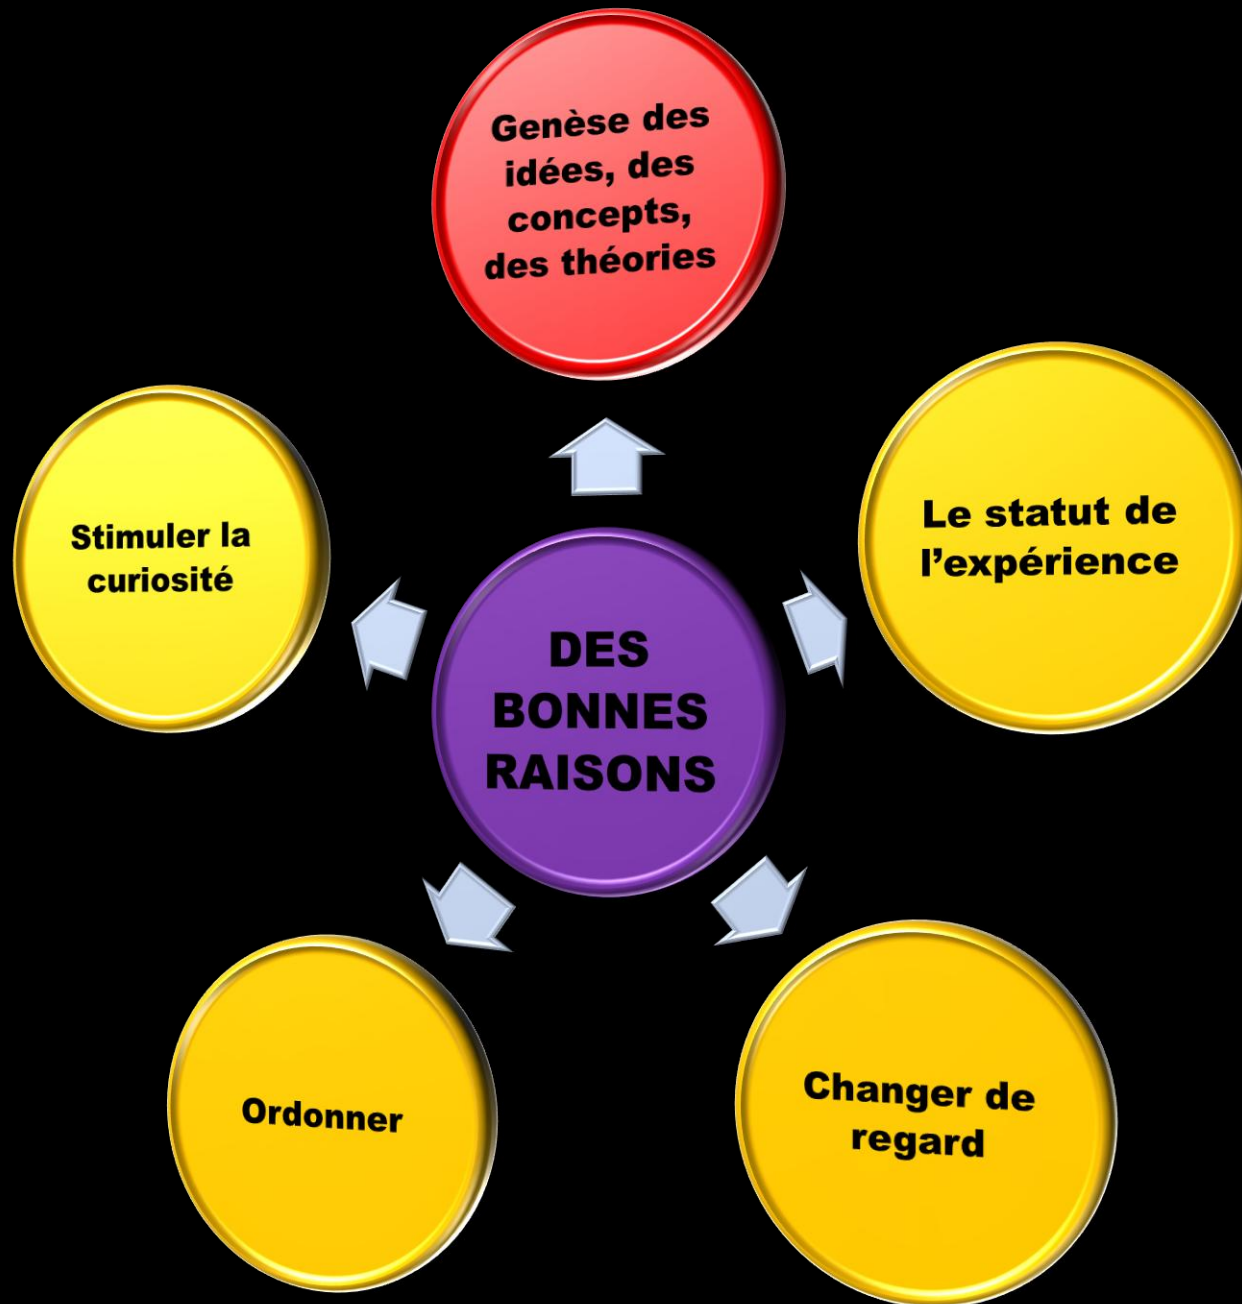 Genèse des
idées, des
concepts,
des théories
Stimuler la
curiosité
Le statut de
l’expérience
DES
BONNES
RAISONS
Ordonner
Changer de
regard